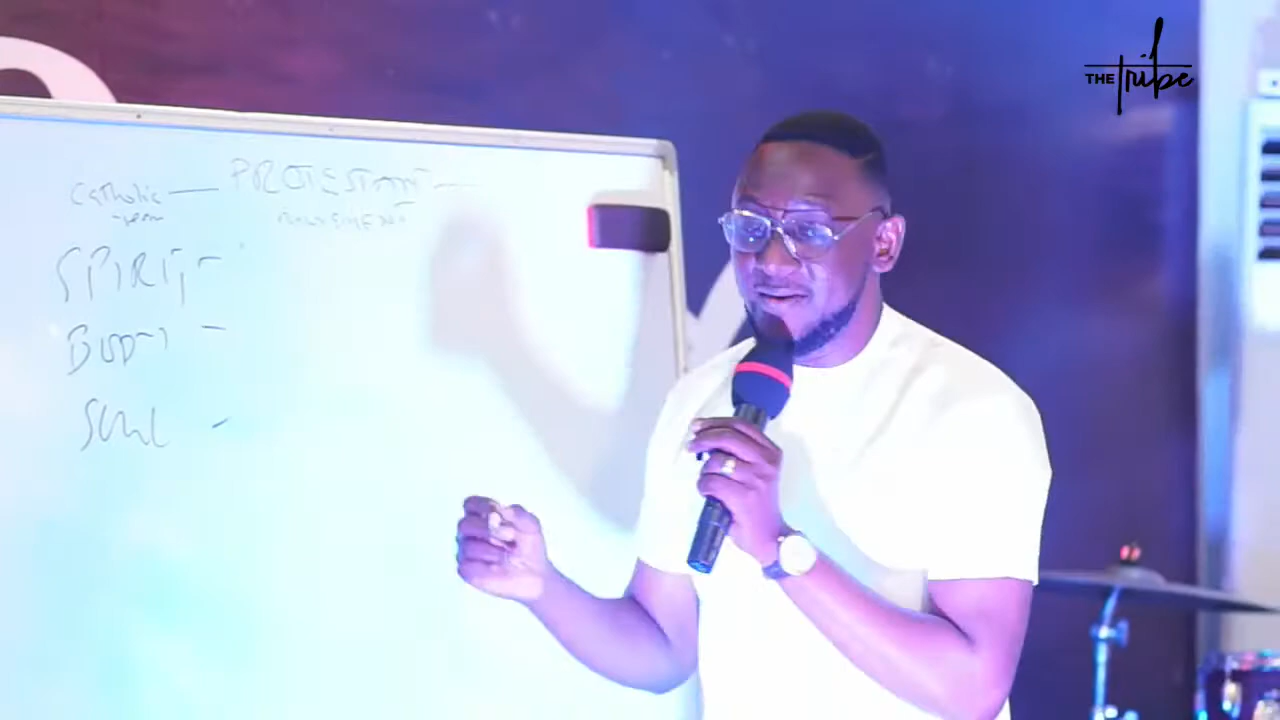 THE tribe
Catholic — PROTESTANT —
SPIRIT –
BODY –
SOUL -